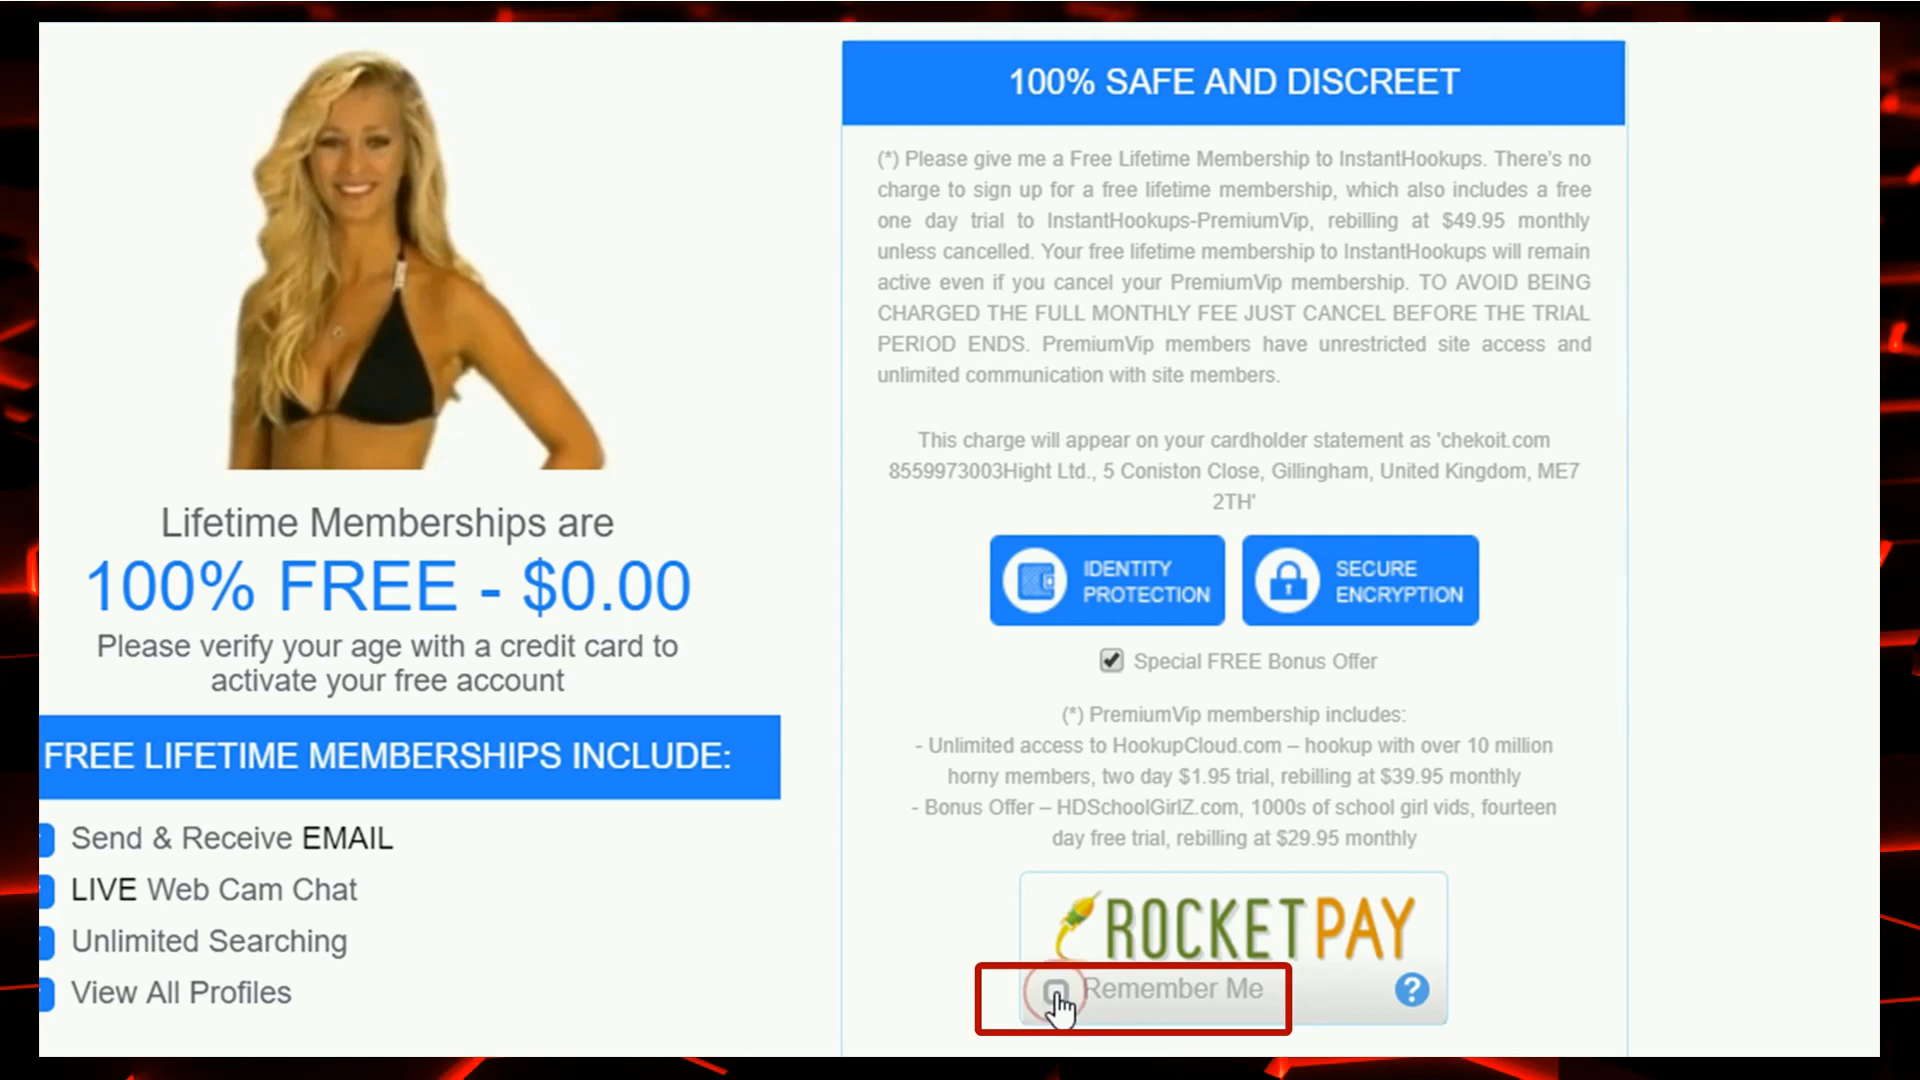 Lifetime Memberships are
100% FREE - $0.00
Please verify your age with a credit card to
activate your free account
FREE LIFETIME MEMBERSHIPS INCLUDE:
Send & Receive EMAIL
LIVE Web Cam Chat
Unlimited Searching
View All Profiles
100% SAFE AND DISCREET
(*) Please give me a Free Lifetime Membership to InstantHookups. There's no
charge to sign up for a free lifetime membership, which also includes a free
one day trial to InstantHookups-PremiumVip, rebilling at $49.95 monthly
unless cancelled. Your free lifetime membership to InstantHookups will remain
active even if you cancel your PremiumVip membership. TO AVOID BEING
CHARGED THE FULL MONTHLY FEE JUST CANCEL BEFORE THE TRIAL
PERIOD ENDS. PremiumVip members have unrestricted site access and
unlimited communication with site members.
This charge will appear on your cardholder statement as 'chekoit.com
8559973003Hight Ltd., 5 Coniston Close, Gillingham, United Kingdom, ME7
2TH'
IDENTITY
PROTECTION
SECURE
ENCRYPTION
Special FREE Bonus Offer
(*) PremiumVip membership includes:
- Unlimited access to HookupCloud.com – hookup with over 10 million
horny members, two day $1.95 trial, rebilling at $39.95 monthly
- Bonus Offer – HDSchoolGirlZ.com, 1000s of school girl vids, fourteen
day free trial, rebilling at $29.95 monthly
ROCKETPAY
Remember Me ?